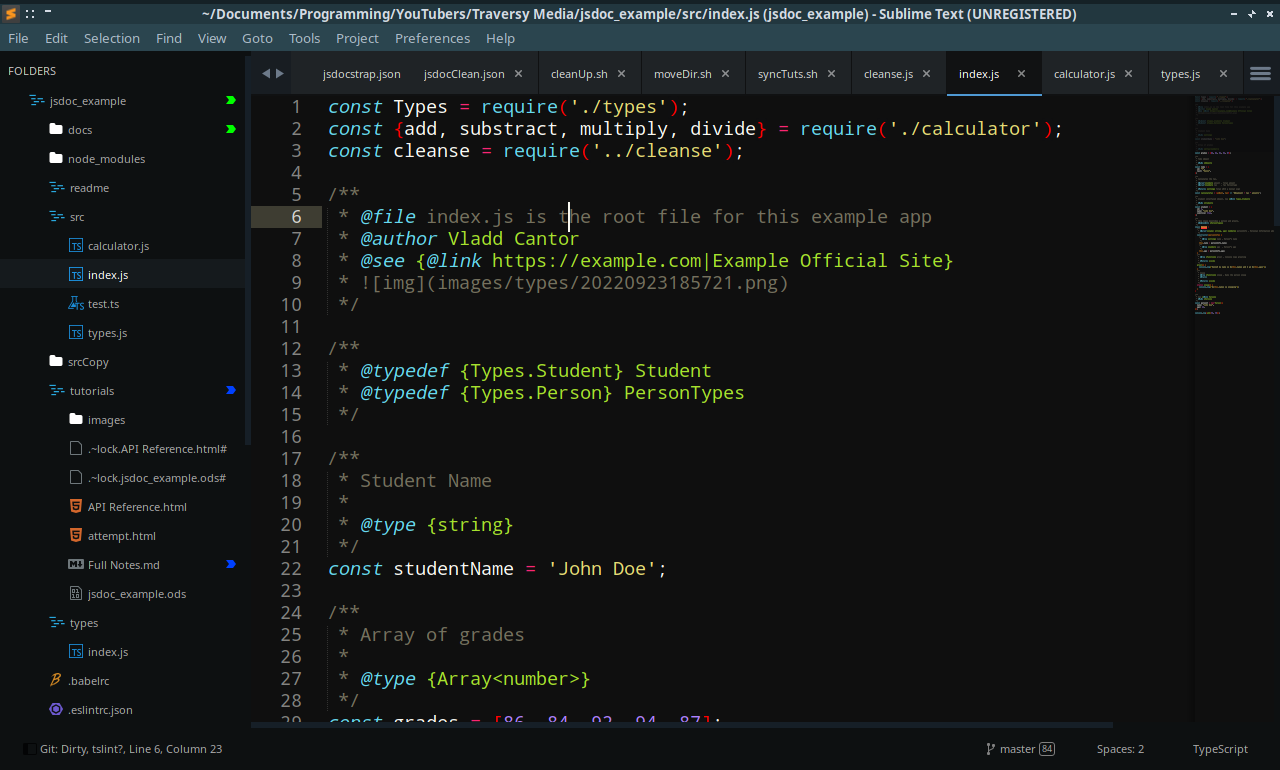 ~/Documents/Programming/YouTubers/Traversy Media/jsdoc_example/src/index.js (jsdoc_example) - Sublime Text (UNREGISTERED)
File Edit Selection Find View Goto Tools Project Preferences Help
FOLDERS
jsdoc_example
docs
node_modules
readme
src
calculator.js
index.js
test.ts
types.js
srcCopy
tutorials
images
.~lock.API Reference.html#
.~lock.jsdoc_example.ods#
API Reference.html
attempt.html
Full Notes.md
jsdoc_example.ods
types
index.js
.babelrc
.eslintrc.json
jsdocstrap.json jsdocClean.json × cleanUp.sh × moveDir.sh × syncTuts.sh × cleanse.js × index.js × calculator.js × types.js ×
1 const Types = require('./types');
2 const {add, substract, multiply, divide} = require('./calculator');
3 const cleanse = require('../cleanse');
4
5 /**
6 * @file index.js is the root file for this example app
7 * @author Vladd Cantor
8 * @see {@link https://example.com|Example Official Site}
9 * ![img](images/types/20220923185721.png)
10 */
11
12 /**
13 * @typedef {Types.Student} Student
14 * @typedef {Types.Person} PersonTypes
15 */
16
17 /**
18 * Student Name
19 *
20 * @type {string}
21 */
22 const studentName = 'John Doe';
23
24 /**
25 * Array of grades
26 *
27 * @type {Array<number>}
28 */
29 const grades = [86, 84, 92, 94, 87];
Git: Dirty, tslint?, Line 6, Column 23 master 84 Spaces: 2 TypeScript